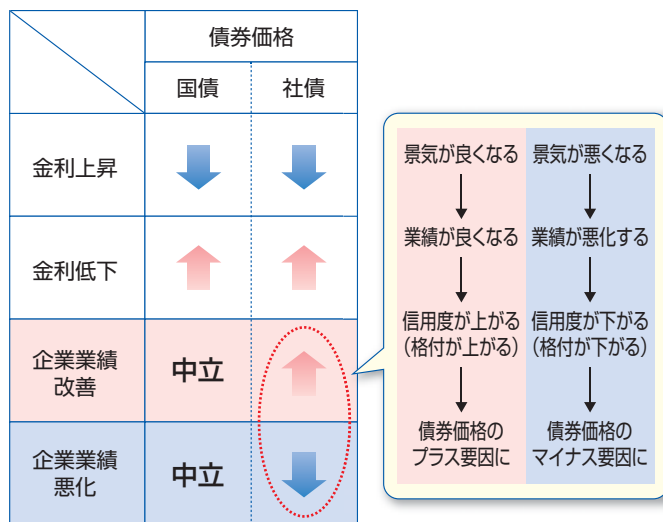 債券価格
国債
社債
金利上昇
金利低下
企業業績
改善
中立
企業業績
悪化
中立
景気が良くなる
業績が良くなる
信用度が上がる
(格付が上がる)
債券価格の
プラス要因に
景気が悪くなる
業績が悪化する
信用度が下がる
(格付が下がる)
債券価格の
マイナス要因に